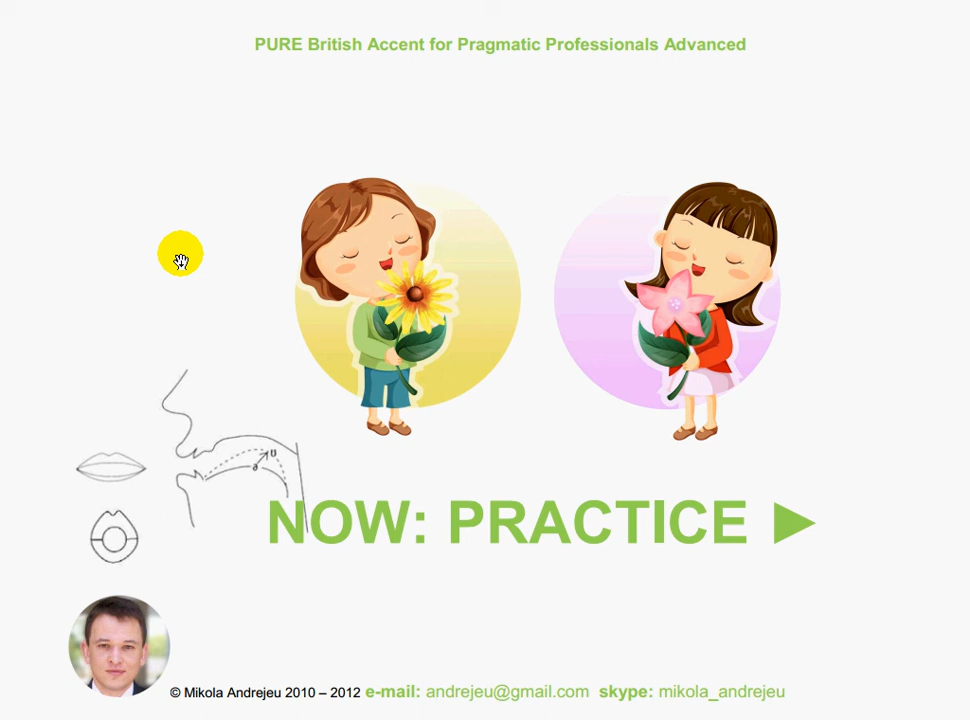 PURE British Accent for Pragmatic Professionals Advanced
ə
u
NOW: PRACTICE ►
© Mikola Andrejeu 2010 – 2012 e-mail: andrejeu@gmail.com skype: mikola_andrejeu